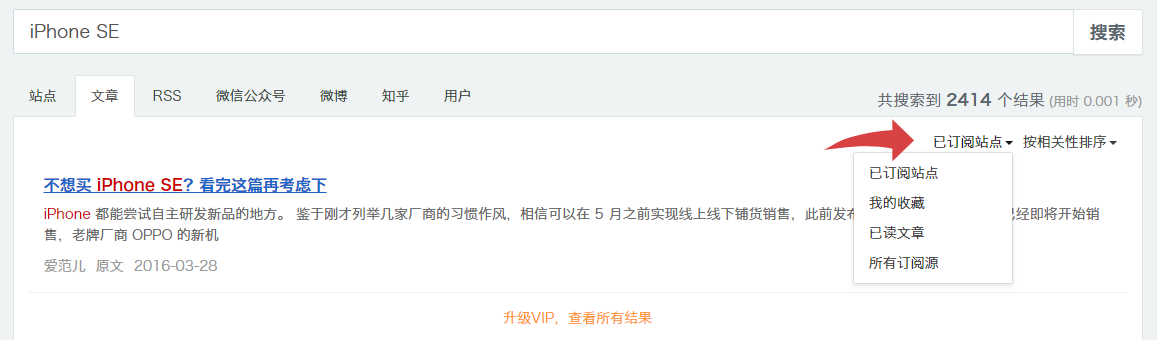 iPhone SE
搜索
站点 文章 RSS 微信公众号 微博 知乎 用户
共搜索到 2414 个结果 (用时 0.001 秒)
已订阅站点 按相关性排序
已订阅站点
我的收藏
已读文章
所有订阅源
不想买 iPhone SE? 看完这篇再考虑下
iPhone 都能尝试自主研发新品的地方。 鉴于刚才列举几家厂商的习惯作风，相信可以在 5 月之前实现线上线下铺货销售，此前发布 已经即将开始销
售，老牌厂商 OPPO 的新机
爱范儿 原文 2016-03-28
升级VIP，查看所有结果